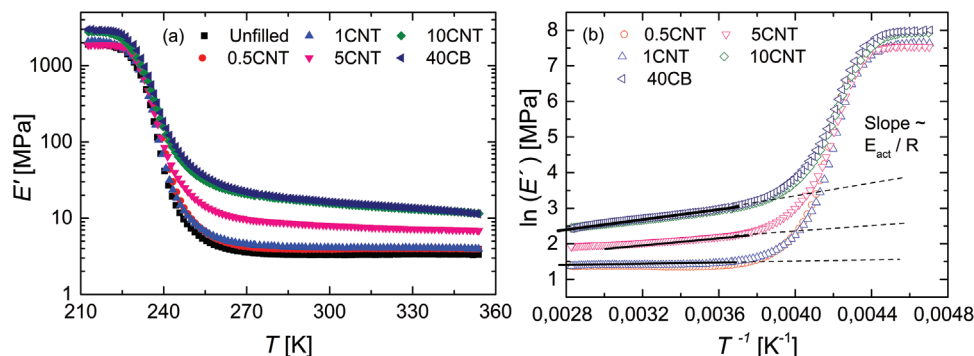 (a) Unfilled 1CNT 10CNT
0.5CNT 5CNT 40CB
E′ [MPa]
1000
100
10
1
210 240 270 300 330 360
T [K]
(b) 0.5CNT 5CNT
1CNT 10CNT
40CB
Slope ~
E_act / R
ln (E′) [MPa]
8
7
6
5
4
3
2
1
0
0,0028 0,0032 0,0036 0,0040 0,0044 0,0048
T⁻¹ [K⁻¹]